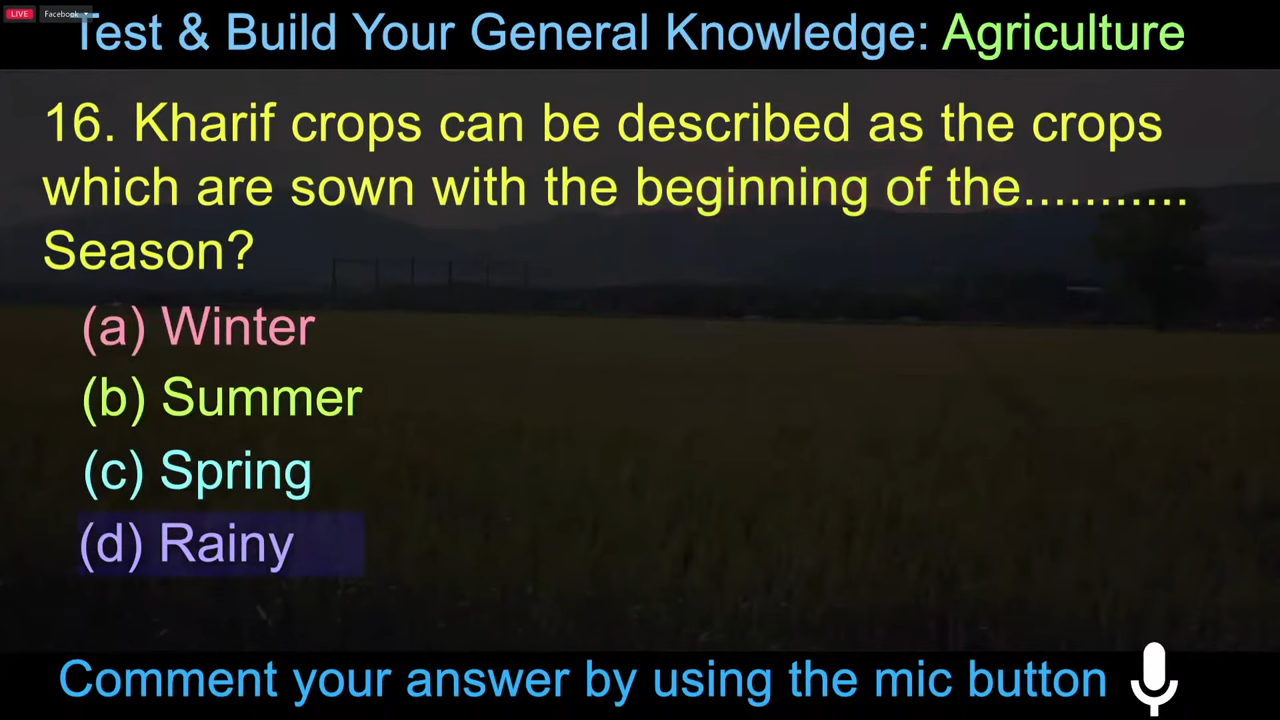 LIVE Facebook
Test & Build Your General Knowledge: Agriculture
16. Kharif crops can be described as the crops
which are sown with the beginning of the...........
Season?
(a) Winter
(b) Summer
(c) Spring
(d) Rainy
Comment your answer by using the mic button